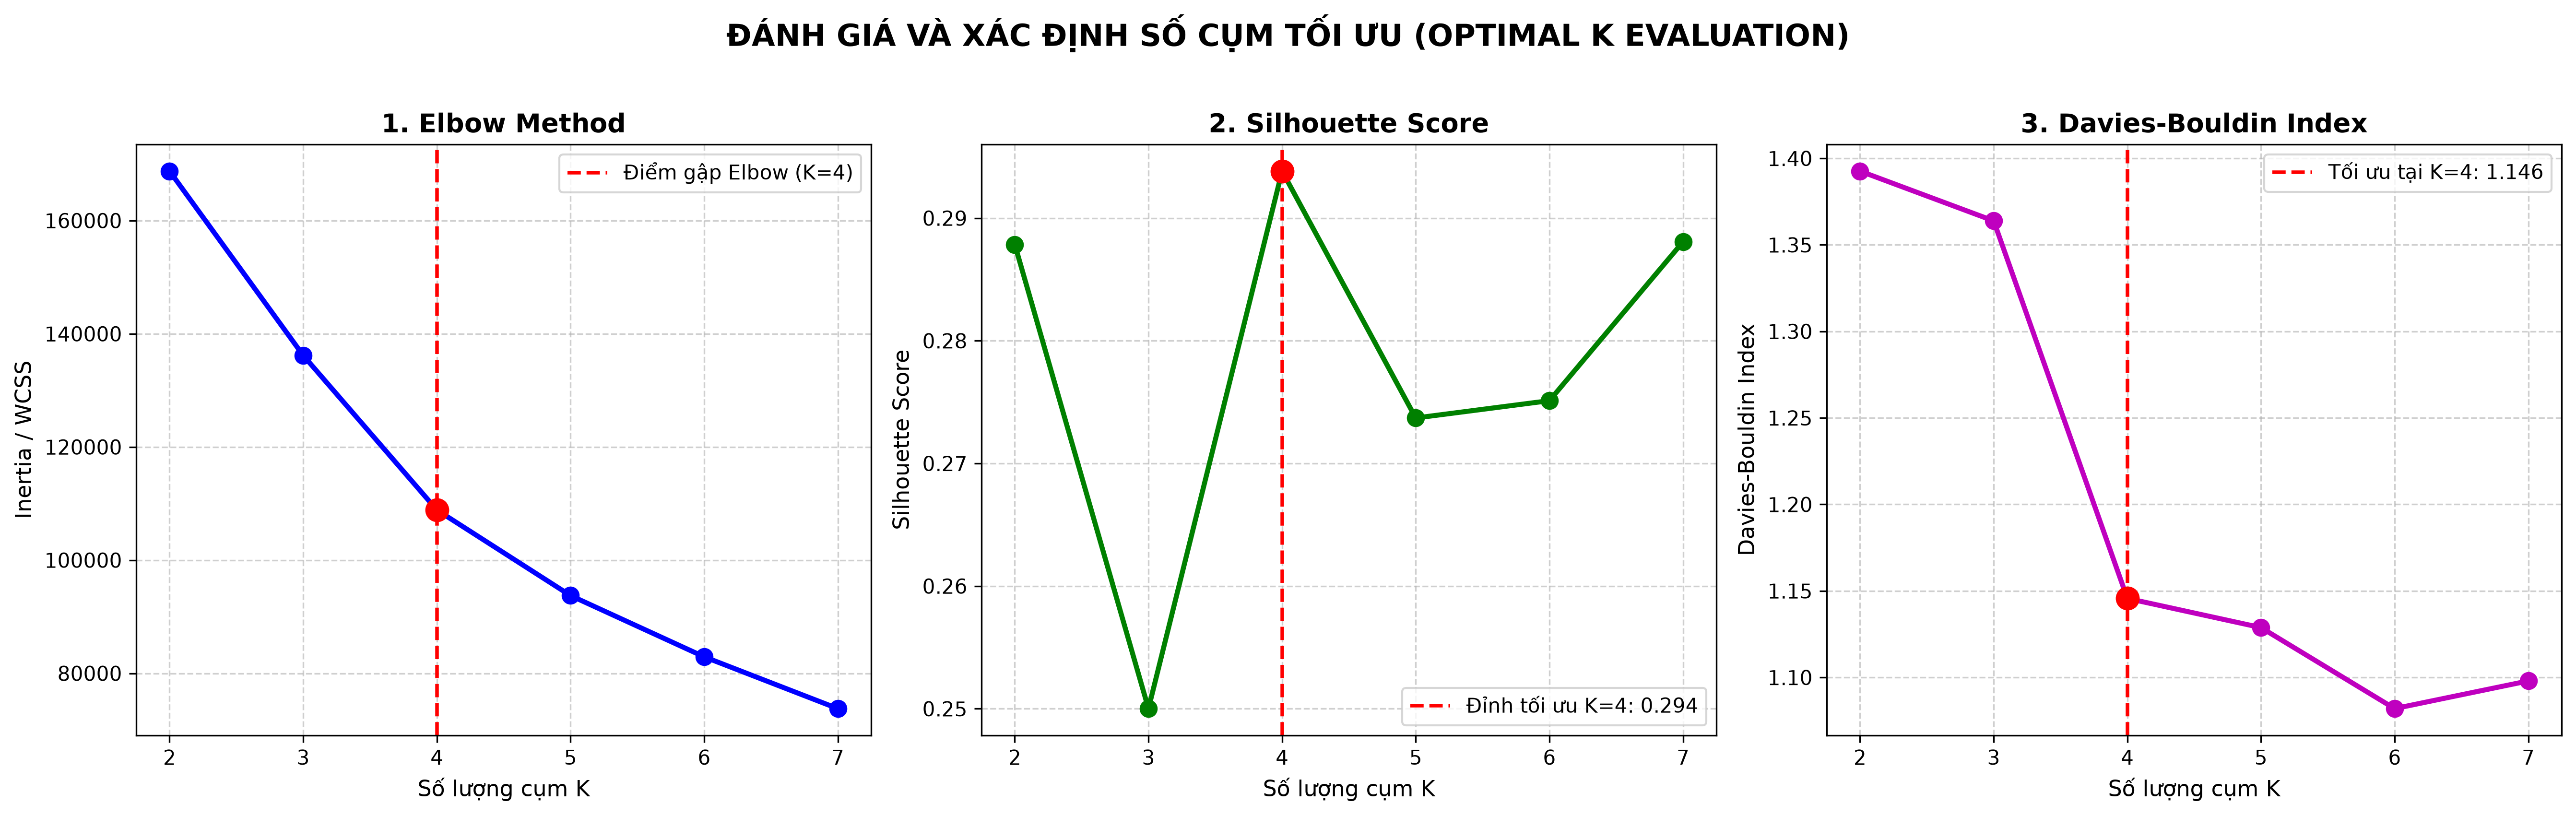 ĐÁNH GIÁ VÀ XÁC ĐỊNH SỐ CỤM TỐI ƯU (OPTIMAL K EVALUATION)
1. Elbow Method
Điểm gập Elbow (K=4)
Inertia / WCSS
160000
140000
120000
100000
80000
2 3 4 5 6 7
Số lượng cụm K
2. Silhouette Score
Silhouette Score
0.29
0.28
0.27
0.26
0.25
Đỉnh tối ưu K=4: 0.294
2 3 4 5 6 7
Số lượng cụm K
3. Davies-Bouldin Index
Tối ưu tại K=4: 1.146
Davies-Bouldin Index
1.40
1.35
1.30
1.25
1.20
1.15
1.10
2 3 4 5 6 7
Số lượng cụm K